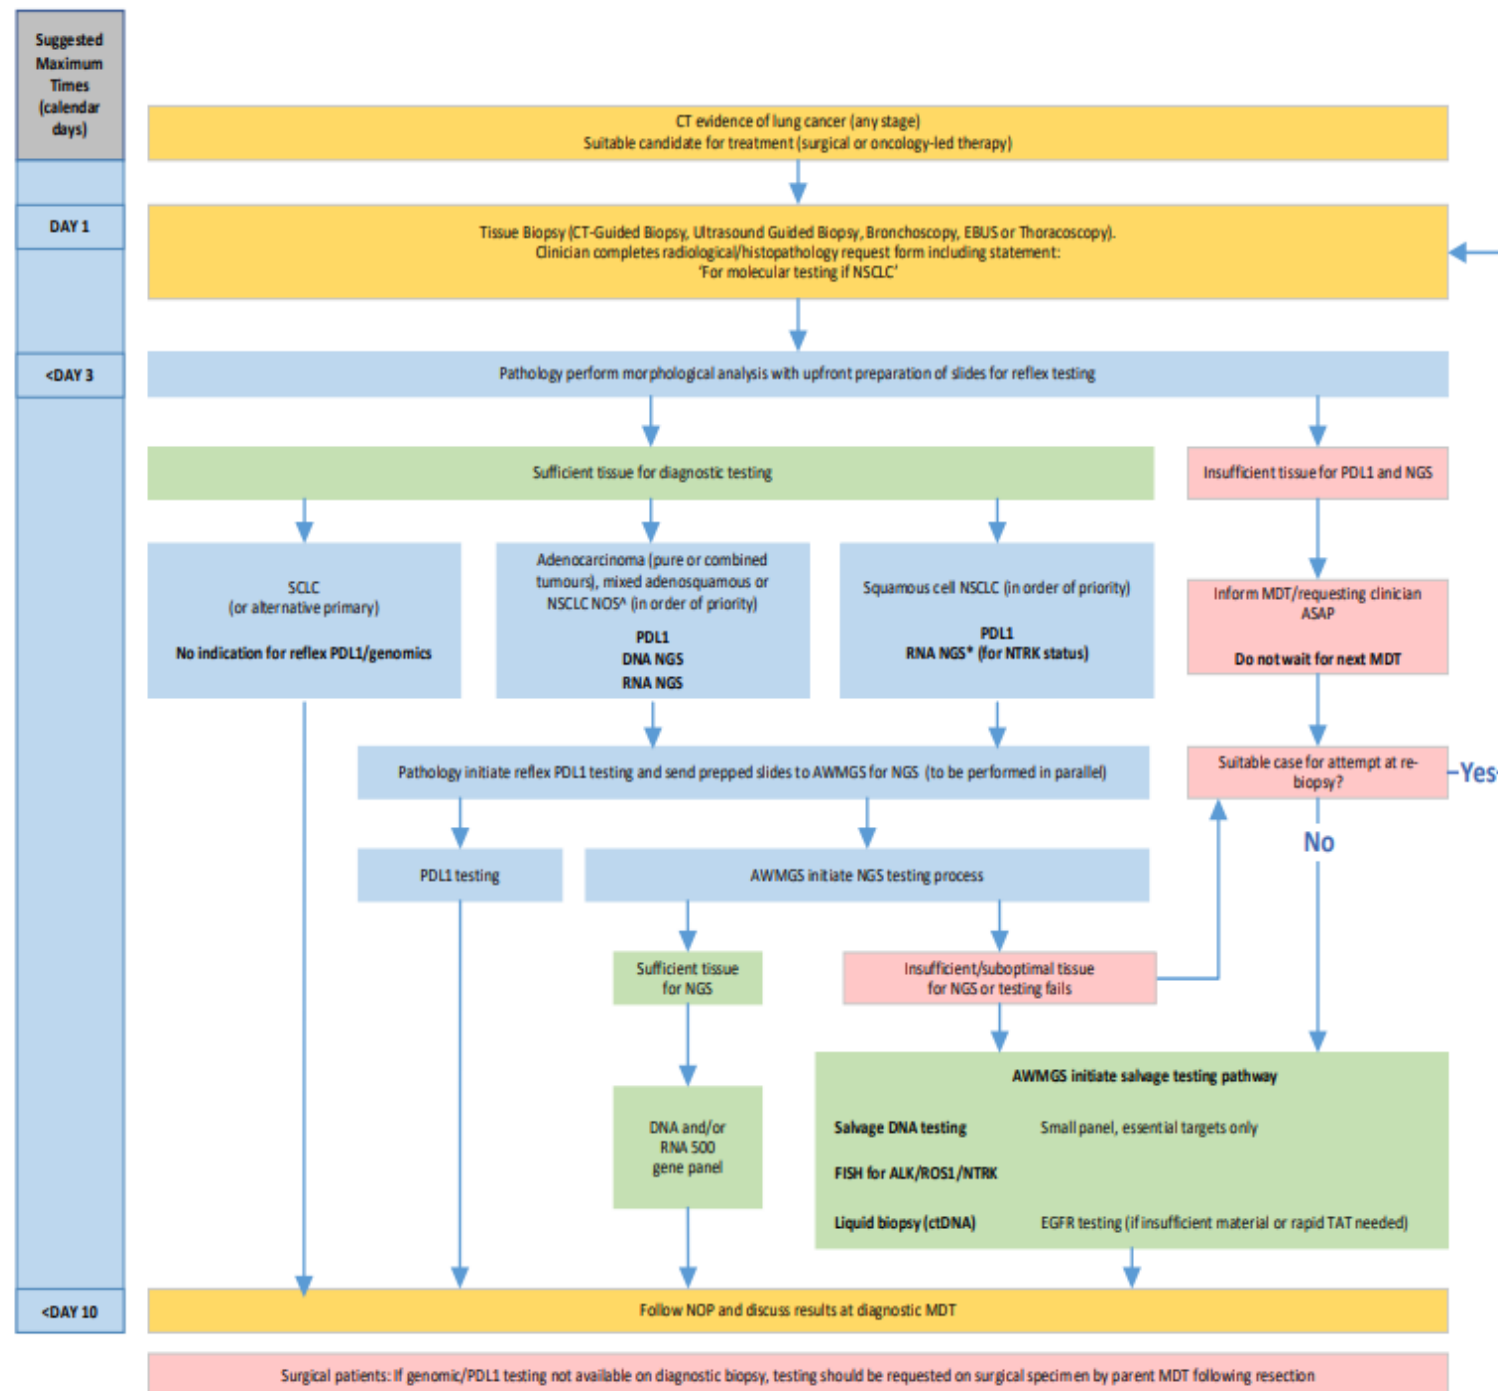 Suggested
Maximum
Times
(calendar
days)
CT evidence of lung cancer (any stage)
Suitable candidate for treatment (surgical or oncology-led therapy)
DAY 1
Tissue Biopsy (CT-Guided Biopsy, Ultrasound Guided Biopsy, Bronchoscopy, EBUS or Thoracoscopy).
Clinician completes radiological/histopathology request form including statement:
'For molecular testing if NSCLC'
<DAY 3
Pathology perform morphological analysis with upfront preparation of slides for reflex testing
Sufficient tissue for diagnostic testing
Insufficient tissue for PDL1 and NGS
SCLC
(or alternative primary)
No indication for reflex PDL1/genomics
Adenocarcinoma (pure or combined
tumours), mixed adenosquamous or
NSCLC NOS^ (in order of priority)
PDL1
DNA NGS
RNA NGS
Squamous cell NSCLC (in order of priority)
PDL1
RNA NGS* (for NTRK status)
Inform MDT/requesting clinician
ASAP
Do not wait for next MDT
Pathology initiate reflex PDL1 testing and send prepped slides to AWMGS for NGS (to be performed in parallel)
Suitable case for attempt at re-
biopsy?
Yes
No
PDL1 testing
AWMGS initiate NGS testing process
Sufficient tissue
for NGS
Insufficient/suboptimal tissue
for NGS or testing fails
DNA and/or
RNA 500
gene panel
AWMGS initiate salvage testing pathway
Salvage DNA testing Small panel, essential targets only
FISH for ALK/ROS1/NTRK
Liquid biopsy (ctDNA) EGFR testing (if insufficient material or rapid TAT needed)
<DAY 10
Follow NOP and discuss results at diagnostic MDT
Surgical patients: If genomic/PDL1 testing not available on diagnostic biopsy, testing should be requested on surgical specimen by parent MDT following resection